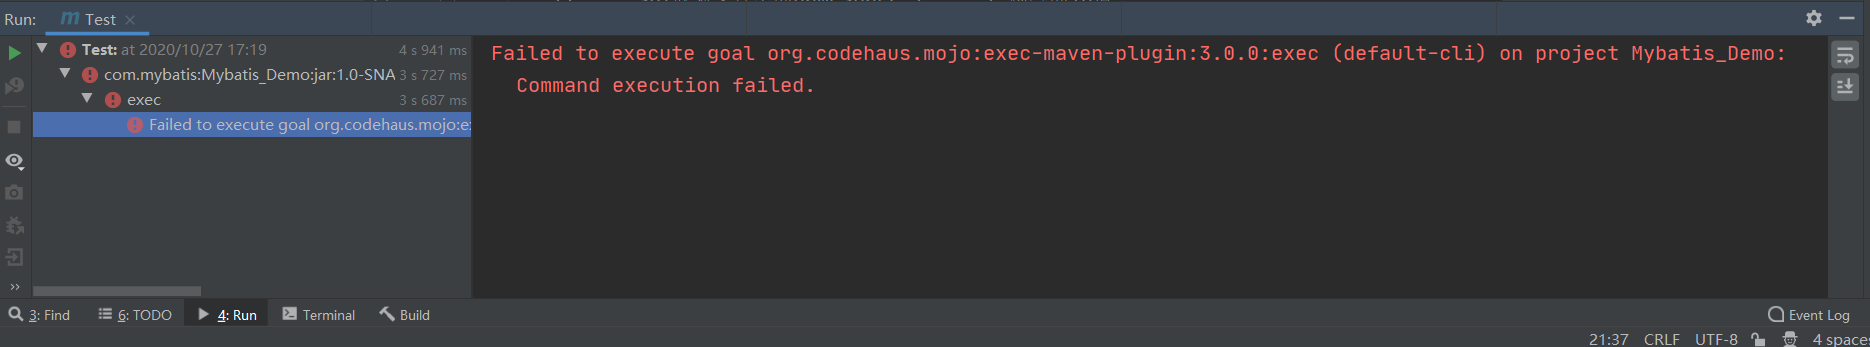 Run: Test
Test: at 2020/10/27 17:19 4 s 941 ms
com.mybatis:Mybatis_Demo:jar:1.0-SNA 3 s 727 ms
exec 3 s 687 ms
Failed to execute goal org.codehaus.mojo:e
Failed to execute goal org.codehaus.mojo:exec-maven-plugin:3.0.0:exec (default-cli) on project Mybatis_Demo:
Command execution failed.
3: Find 6: TODO 4: Run Terminal Build Event Log
21:37 CRLF UTF-8 4 space